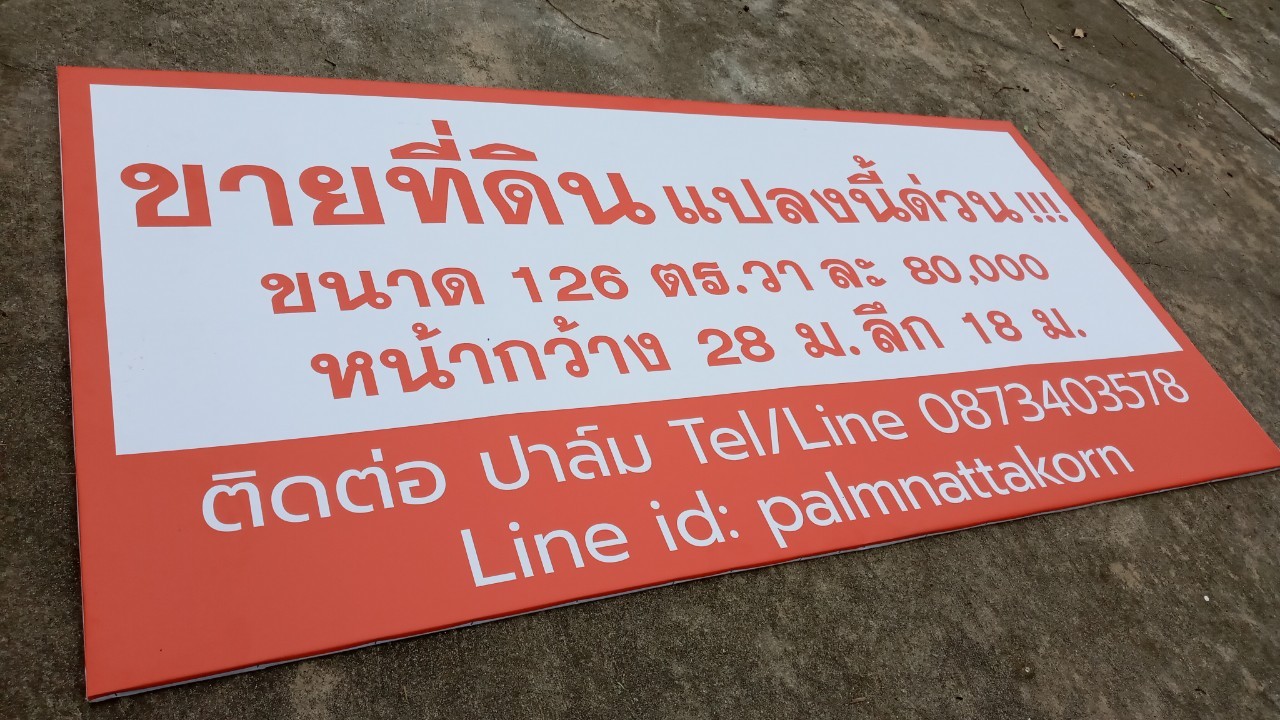 ขายที่ดิน แปลงนี้ด่วน !!!
ขนาด 126 ตร.วา ละ 80,000
หน้ากว้าง 28 ม. ลึก 18 ม.
ติดต่อ ปาล์ม Tel/Line 0873403578
Line id: palmnattakorn